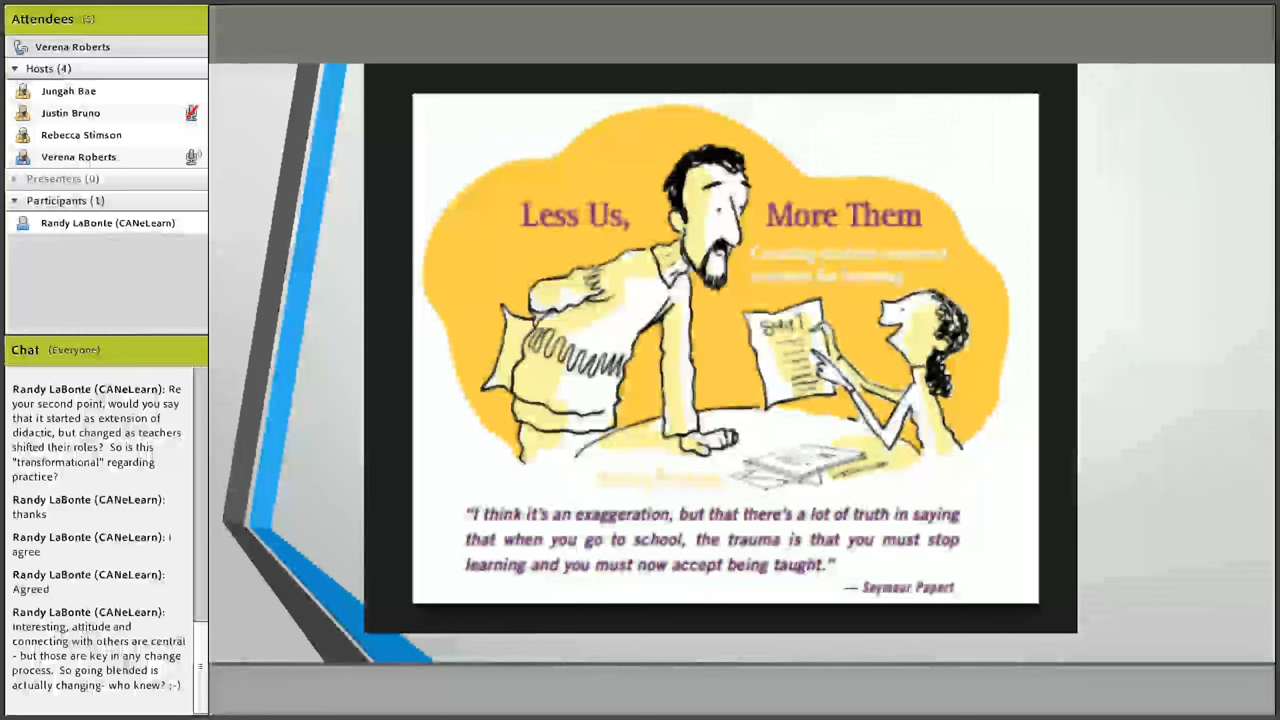 Attendees (5)
Verena Roberts
Hosts (4)
Jungah Bae
Justin Bruno
Rebecca Stimson
Verena Roberts
Presenters (0)
Participants (1)
Randy LaBonte (CANeLearn)
Chat (Everyone)
Randy LaBonte (CANeLearn): Re
your second point, would you
say that it started as extension of
didactic, but changed as teachers
shifted their roles? So is this
"transformational" regarding
practice?
Randy LaBonte (CANeLearn):
thanks
Randy LaBonte (CANeLearn): i
agree
Randy LaBonte (CANeLearn):
Agreed
Randy LaBonte (CANeLearn):
Interesting, attitude and
connecting with others are central
- but those are key in any change
process. So going blended is
actually changing- who knew? ;-)
Less Us, More Them
"I think it's an exaggeration, but that there's a lot of truth in saying
that when you go to school, the trauma is that you must stop
learning and you must now accept being taught."
— Seymour Papert